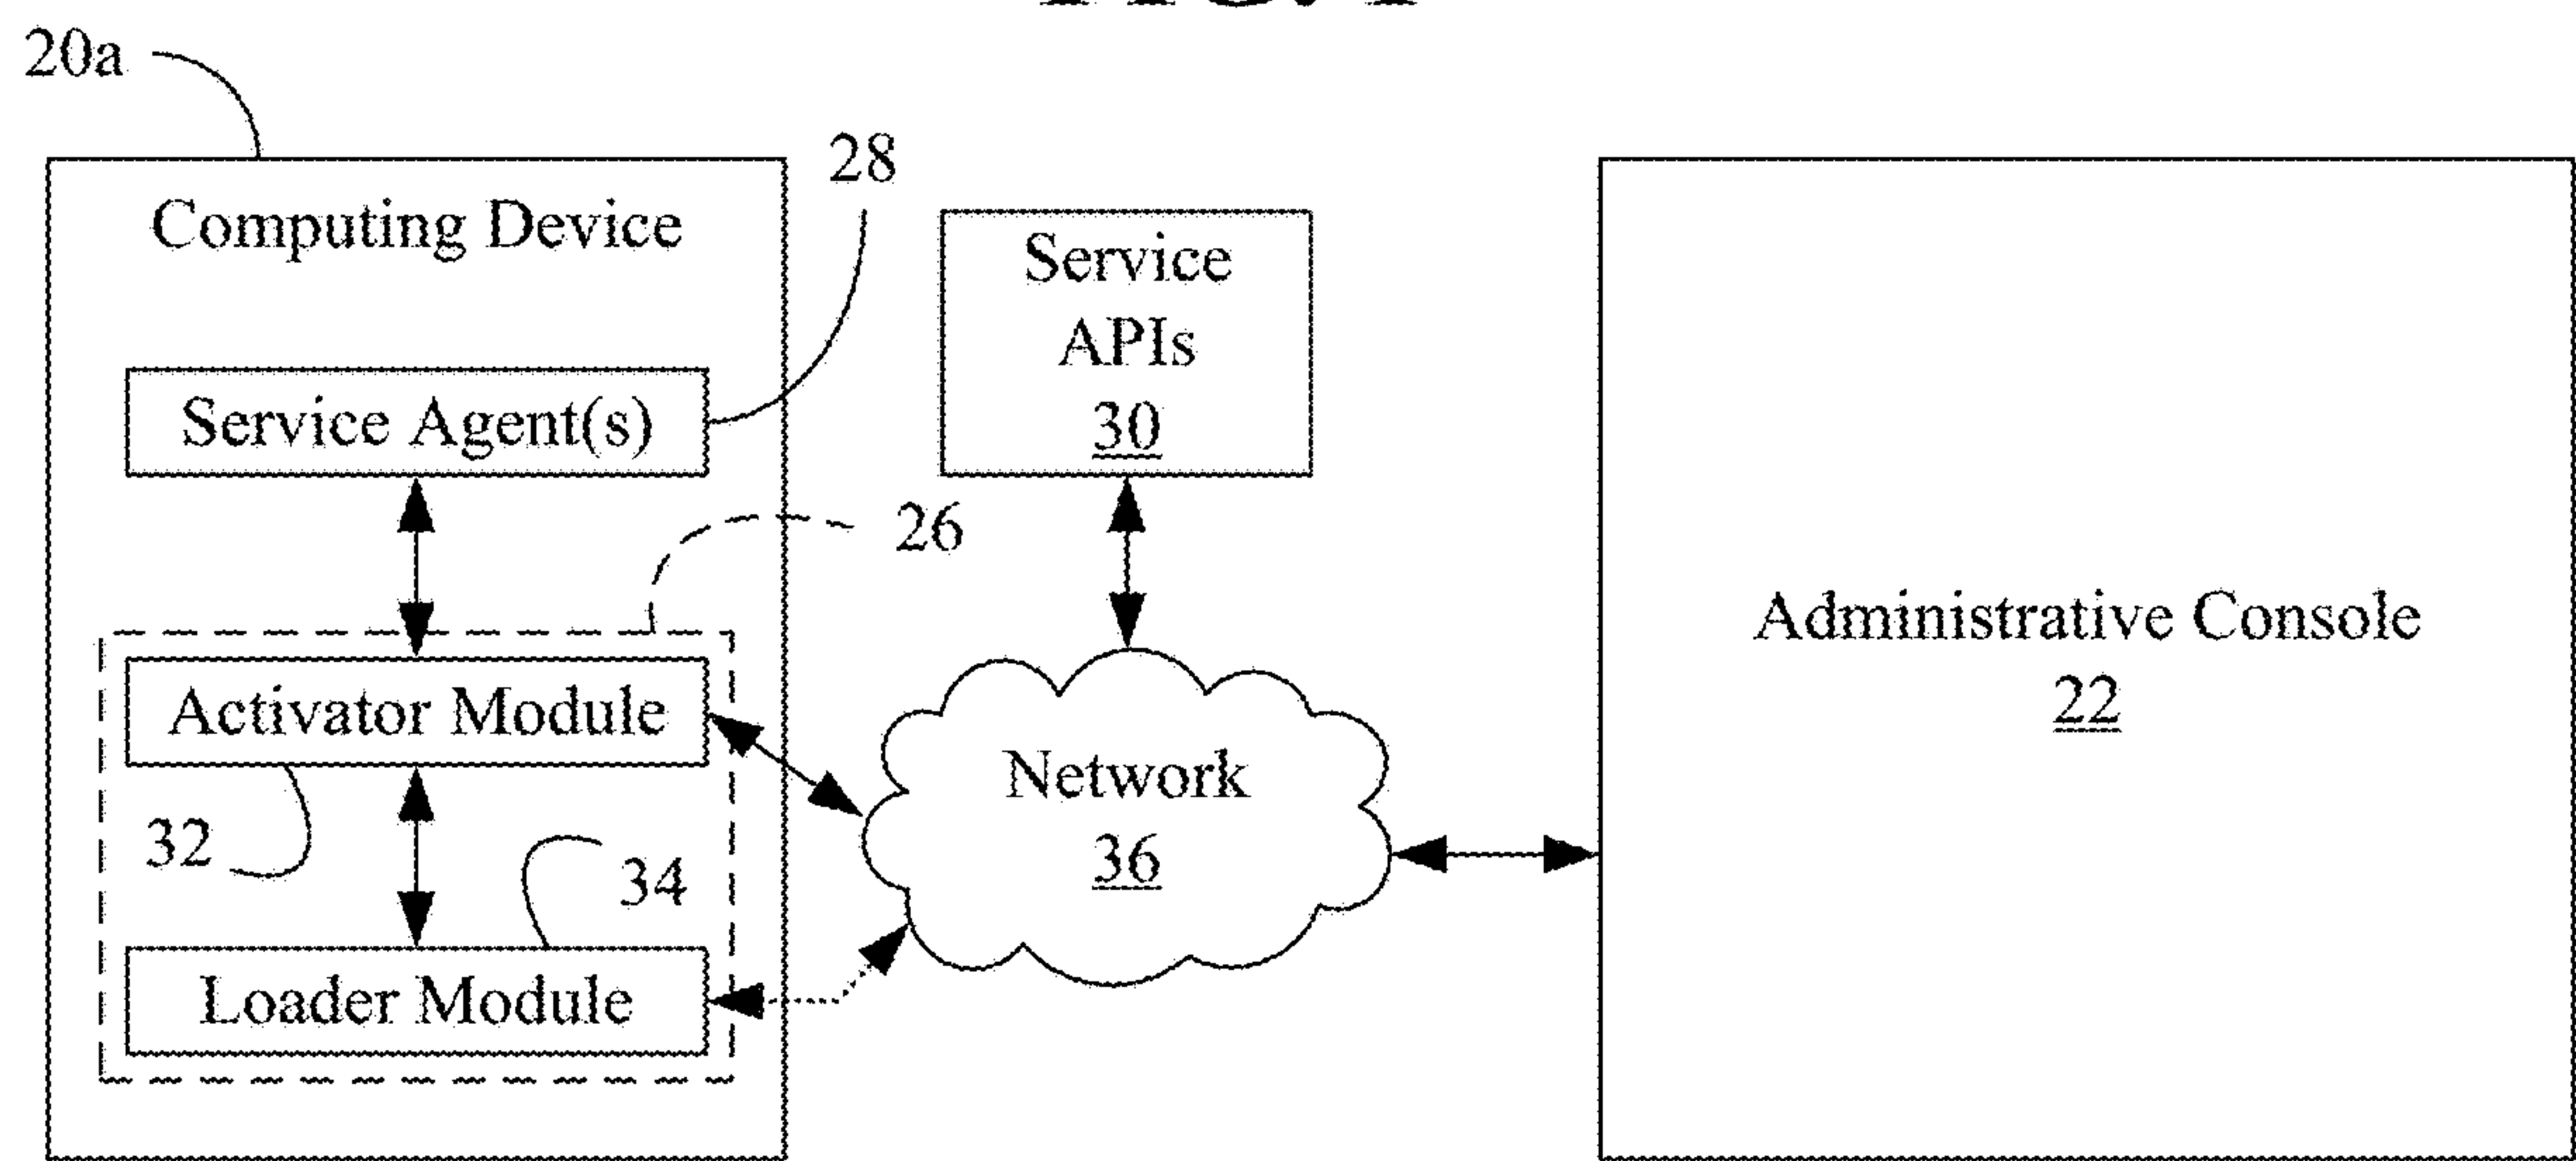 20a
Computing Device
28
Service
APIs
30
Service Agent(s)
26
Activator Module
32
34
Loader Module
Network
36
Administrative Console
22